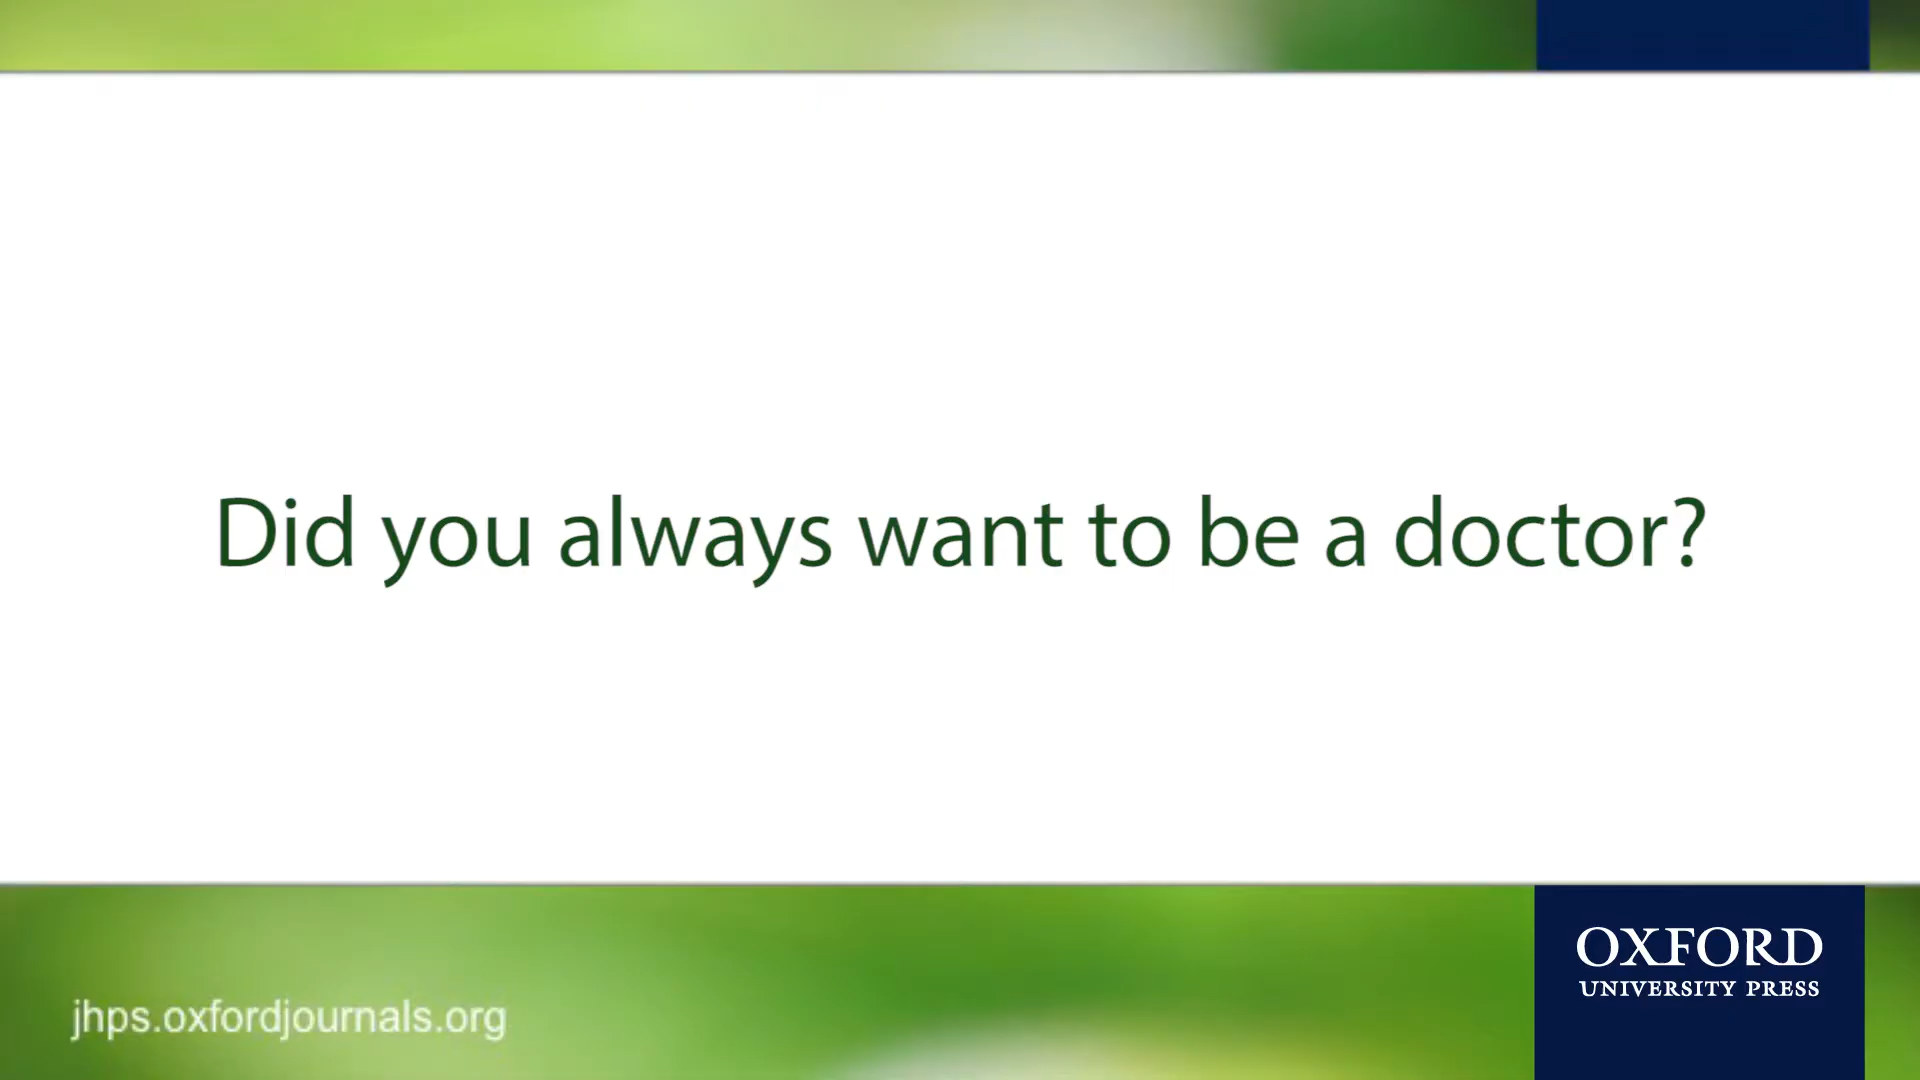 Did you always want to be a doctor?
jhps.oxfordjournals.org
OXFORD
UNIVERSITY PRESS